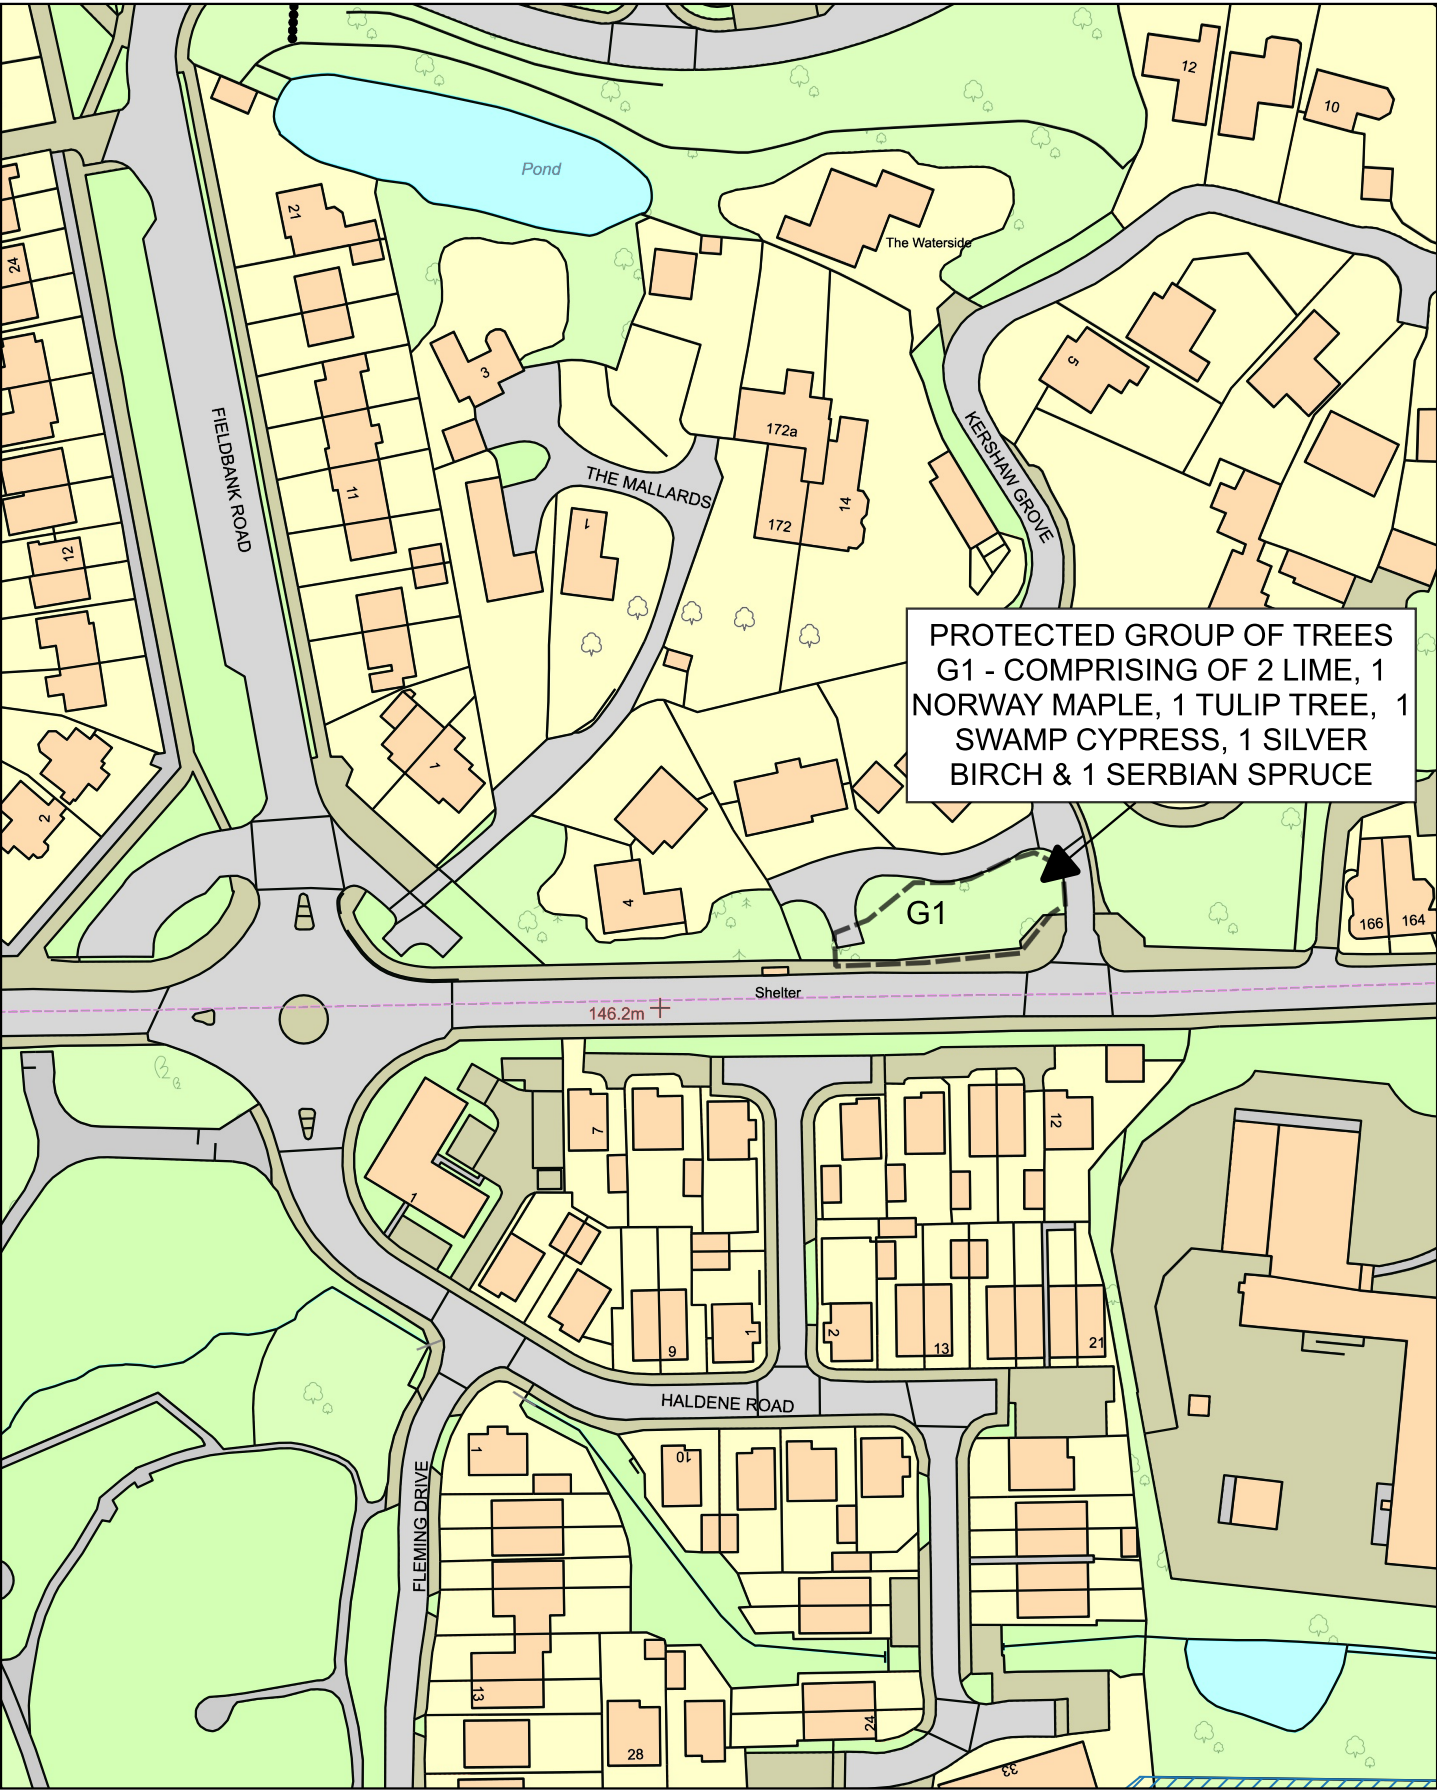 12
10
Pond
21
The Waterside
24
3
5
FIELDBANK ROAD
KERSHAW GROVE
172a
THE MALLARDS
11
14
1
172
12
PROTECTED GROUP OF TREES
G1 - COMPRISING OF 2 LIME, 1
NORWAY MAPLE, 1 TULIP TREE, 1
SWAMP CYPRESS, 1 SILVER
BIRCH & 1 SERBIAN SPRUCE
1
2
4
G1
166
164
Shelter
146.2m
7
12
1
1
2
9
13
21
HALDENE ROAD
1
10
FLEMING DRIVE
13
24
28
33